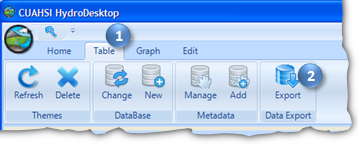 CUAHSI HydroDesktop
1
Home Table Graph Edit
2
Refresh Delete Change New Manage Add Export
Themes DataBase Metadata Data Export